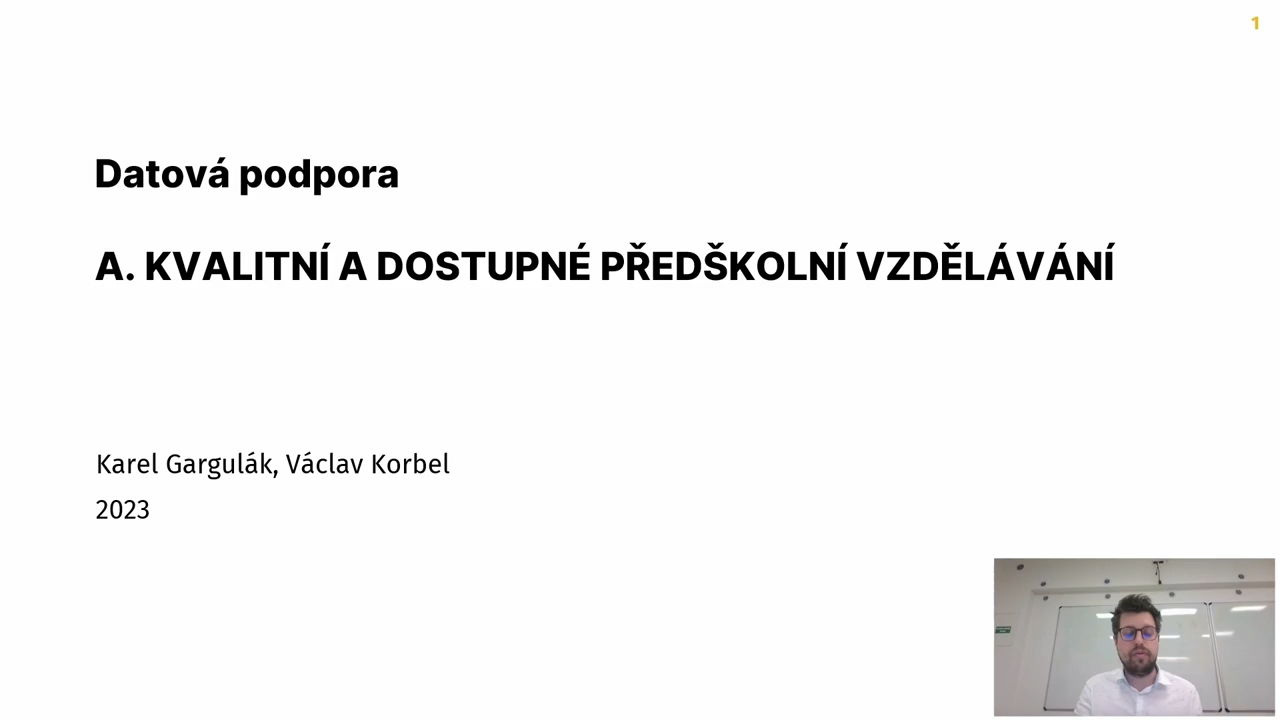 1
Datová podpora
A. KVALITNÍ A DOSTUPNÉ PŘEDŠKOLNÍ VZDĚLÁVÁNÍ
Karel Gargulák, Václav Korbel
2023